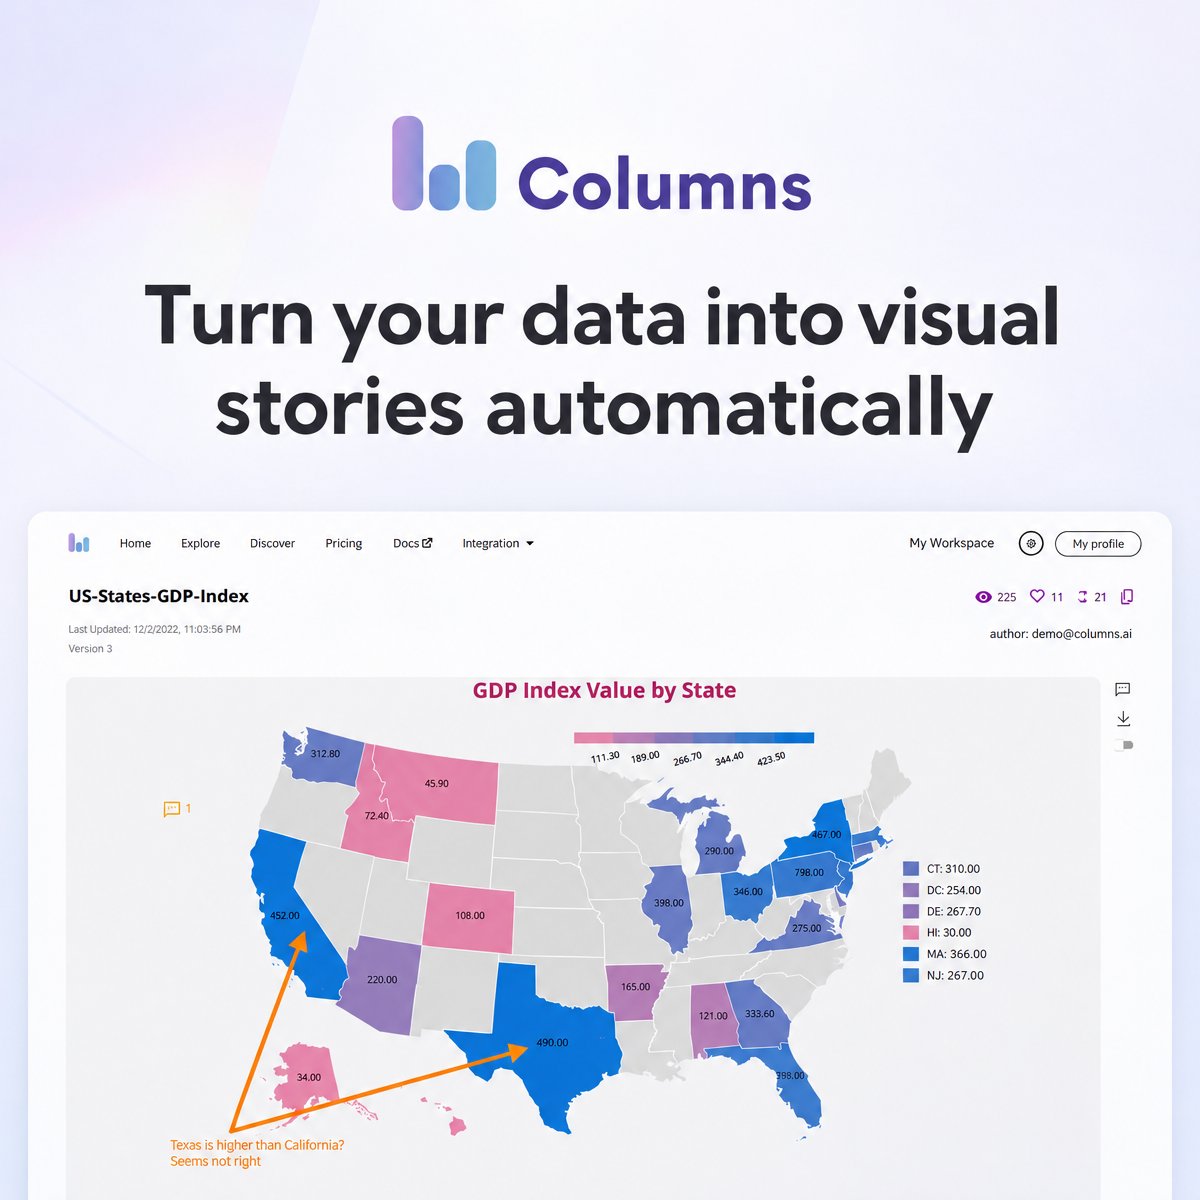 Columns
Turn your data into visual
stories automatically
Home Explore Discover Pricing Docs Integration My Workspace My profile
US-States-GDP-Index
225 11 21
Last Updated: 12/2/2022, 11:03:56 PM
author: demo@columns.ai
Version 3
GDP Index Value by State
111.30 189.00 266.70 344.40 423.50
312.80
45.90
1
72.40
467.00
290.00
798.00
346.00
398.00
452.00
108.00
275.00
220.00
165.00
121.00
333.60
490.00
34.00
398.00
CT: 310.00
DC: 254.00
DE: 267.70
HI: 30.00
MA: 366.00
NJ: 267.00
Texas is higher than California?
Seems not right